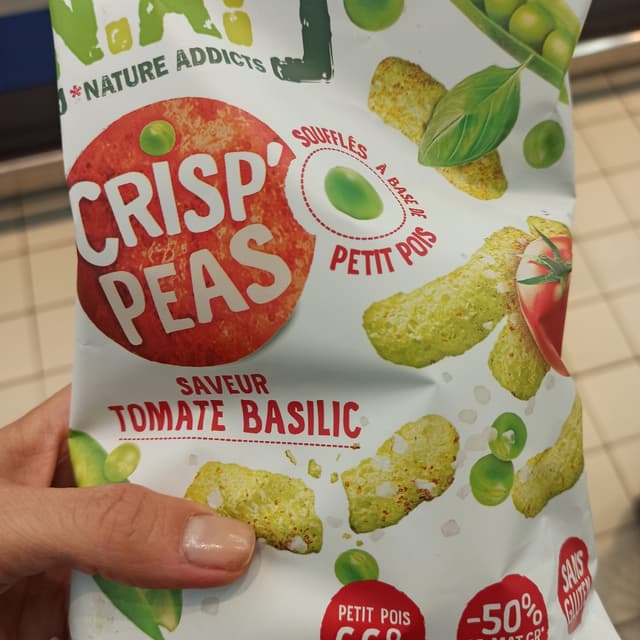 N.A!
*NATURE ADDICTS
CRISP'
PEAS
SOUFFLÉS À BASE DE
PETIT POIS
SAVEUR
TOMATE BASILIC
PETIT POIS
-50%
SANS
GLUTEN